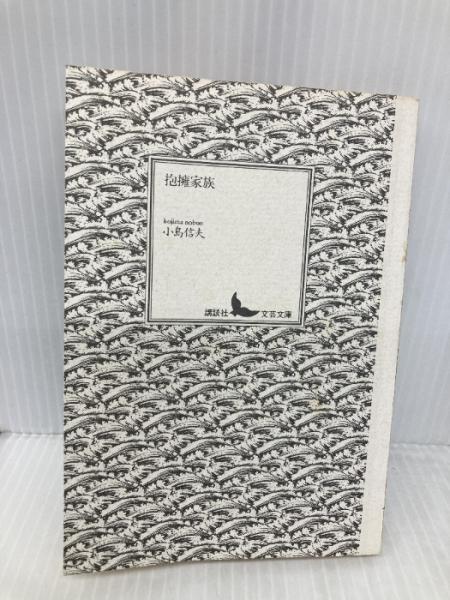 抱擁家族
kojima nobuo
小島信夫
講談社 文芸文庫